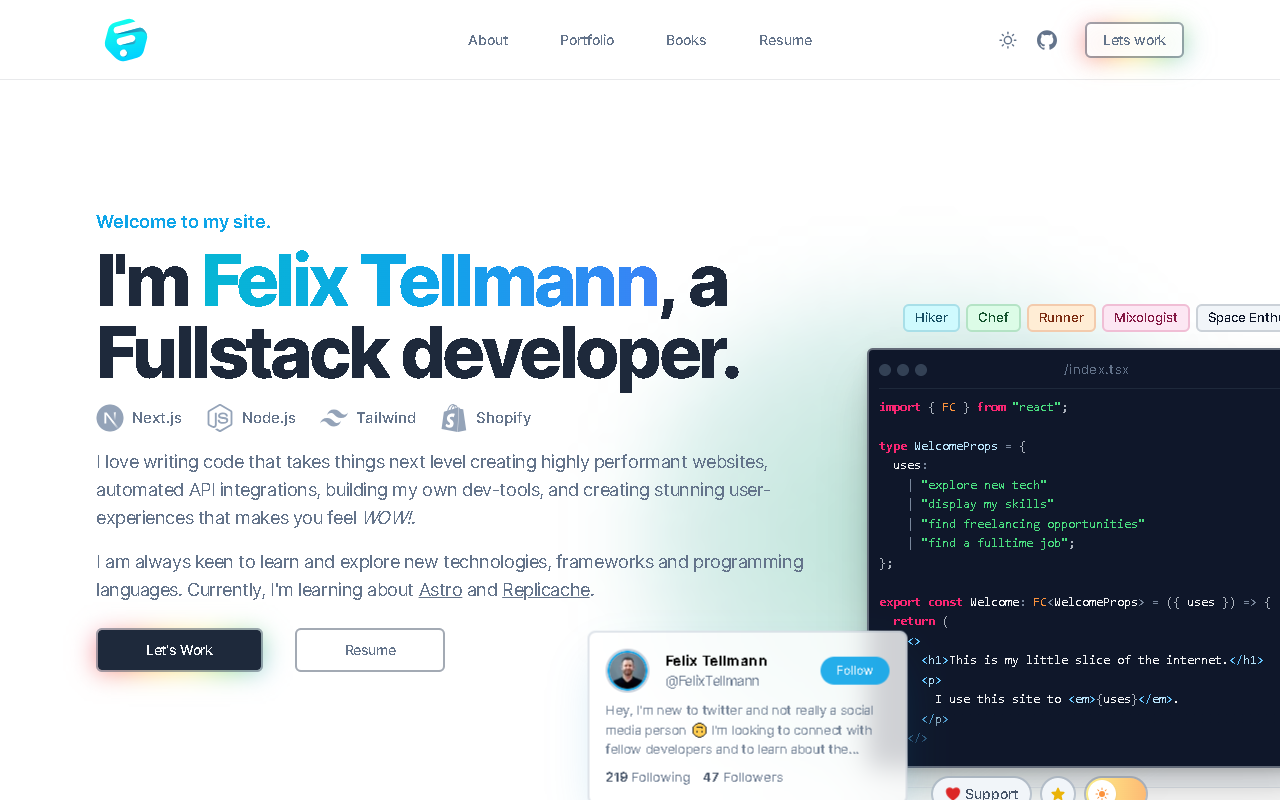 About
Portfolio
Books
Resume
Lets work
Welcome to my site.
I'm Felix Tellmann, a
Fullstack developer.
Next.js
Node.js
Tailwind
Shopify
I love writing code that takes things next level creating highly performant websites,
automated API integrations, building my own dev-tools, and creating stunning user-
experiences that makes you feel WOW!.
I am always keen to learn and explore new technologies, frameworks and programming
languages. Currently, I'm learning about Astro and Replicache.
Let's Work
Resume
Hiker
Chef
Runner
Mixologist
Space Enthu
/index.tsx
import { FC } from "react";
type WelcomeProps = {
uses:
| "explore new tech"
| "display my skills"
| "find freelancing opportunities"
| "find a fulltime job";
};
export const Welcome: FC<WelcomeProps> = ({ uses }) => {
return (
<>
<h1>This is my little slice of the internet.</h1>
<p>
I use this site to <em>{uses}</em>.
</p>
</>
Felix Tellmann
@FelixTellmann
Follow
Hey, I'm new to twitter and not really a social
media person 🙃 I'm looking to connect with
fellow developers and to learn about the...
219 Following 47 Followers
Support